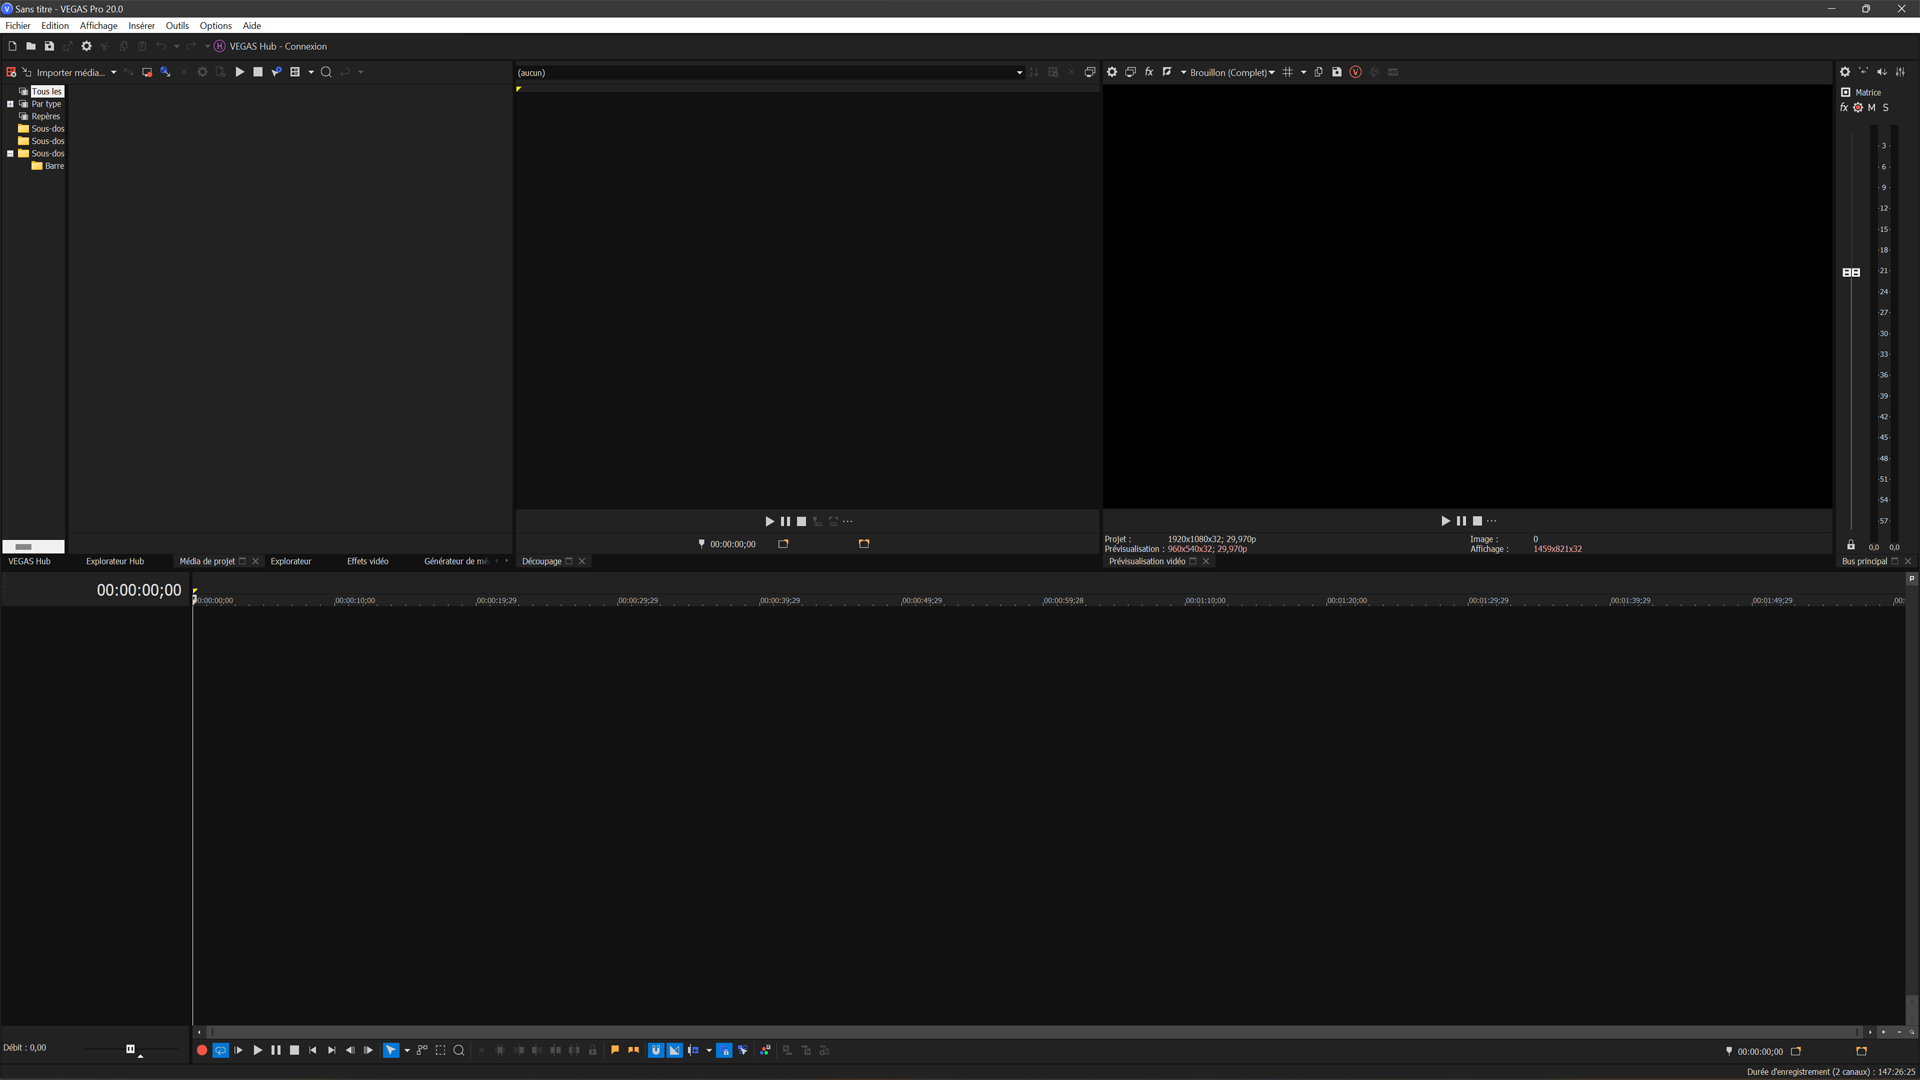 Sans titre - VEGAS Pro 20.0
Fichier Edition Affichage Insérer Outils Options Aide
VEGAS Hub - Connexion
Importer média...
(aucun)
Brouillon (Complet)
Tous les
Par type
Repères
Sous-dos
Sous-dos
Sous-dos
Barre
Matrice
fx M S
3
6
9
12
15
18
21
24
27
30
33
36
39
42
45
48
51
54
57
0,0 0,0
00:00:00;00
Projet : 1920x1080x32; 29,970p
Image : 0
Prévisualisation : 960x540x32; 29,970p
Affichage : 1459x821x32
VEGAS Hub Explorateur Hub Média de projet Explorateur Effets vidéo Générateur de mé
Découpage
Prévisualisation vidéo
Bus principal
00:00:00;00
00:00:00;00 00:00:10;00 00:00:19;29 00:00:29;29 00:00:39;29 00:00:49;29 00:00:59;28 00:01:10;00 00:01:20;00 00:01:29;29 00:01:39;29 00:01:49;29 00:
Débit : 0,00
00:00:00;00
Durée d'enregistrement (2 canaux) : 147:26:25